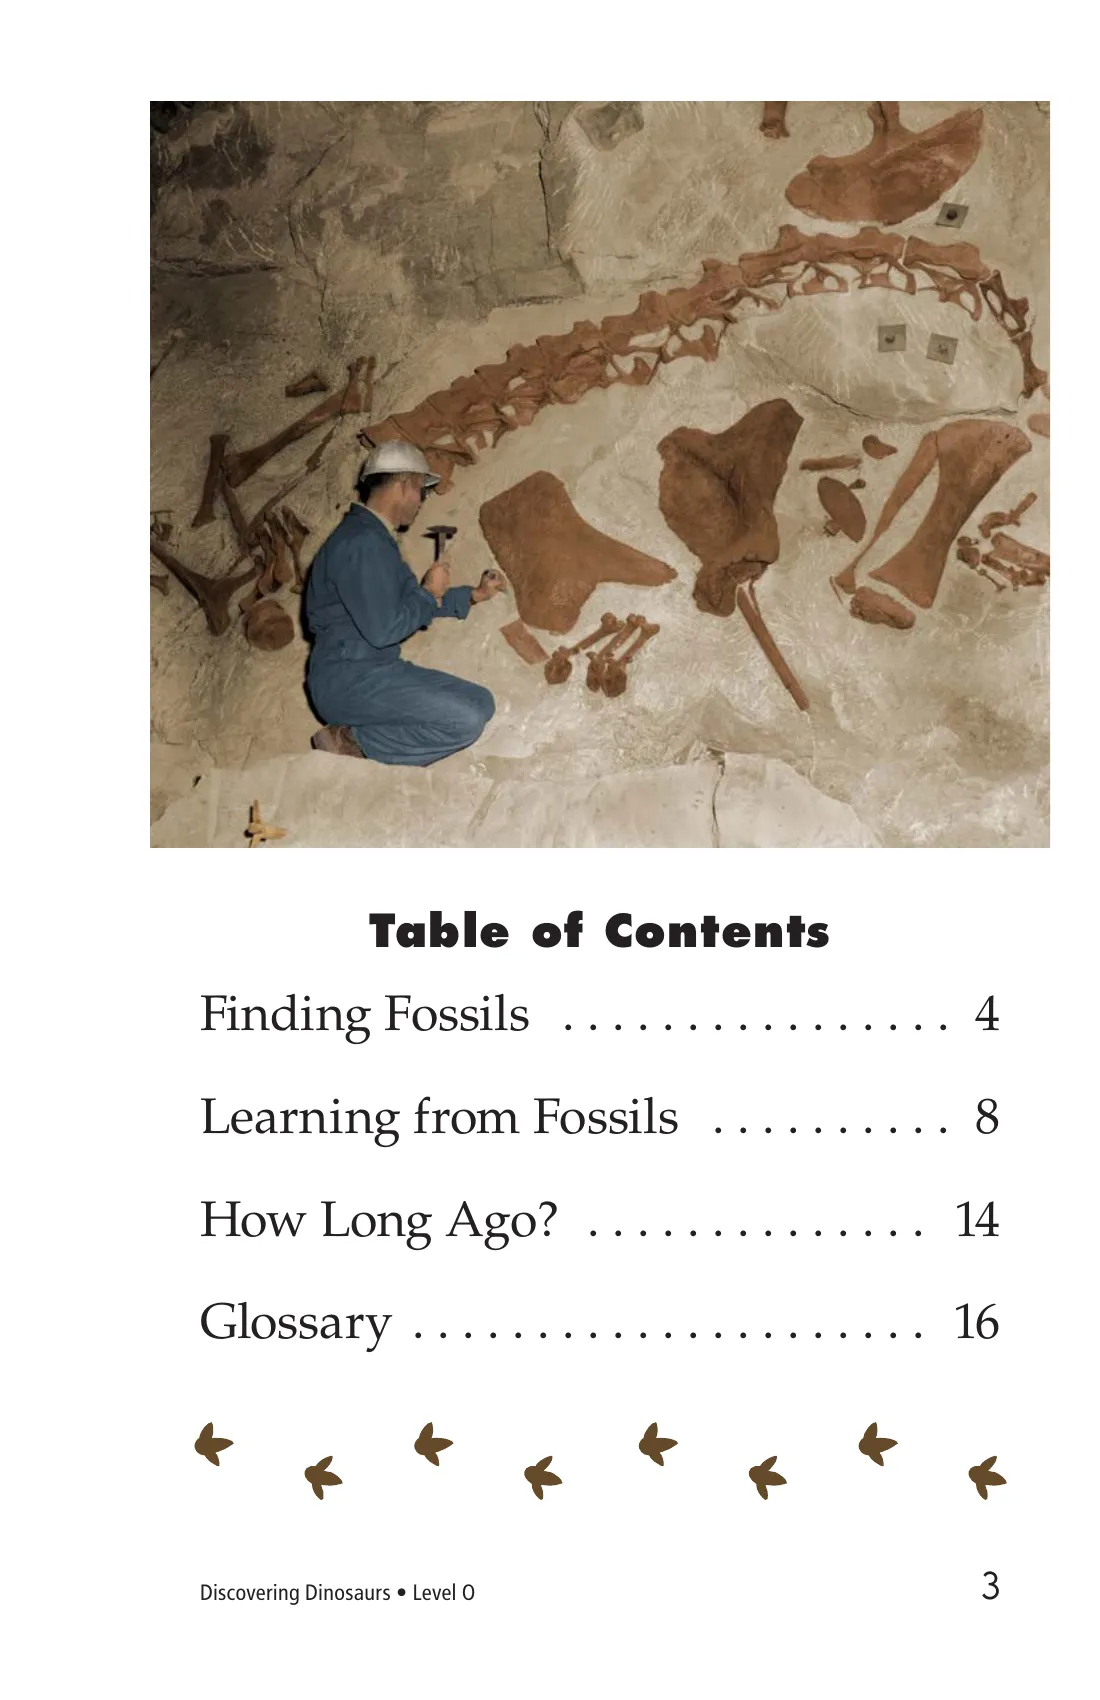 Table of Contents
Finding Fossils . . . . . . . . . . . . . . . . 4
Learning from Fossils . . . . . . . . . . 8
How Long Ago? . . . . . . . . . . . . . . 14
Glossary . . . . . . . . . . . . . . . . . . . . . 16
Discovering Dinosaurs • Level O 3